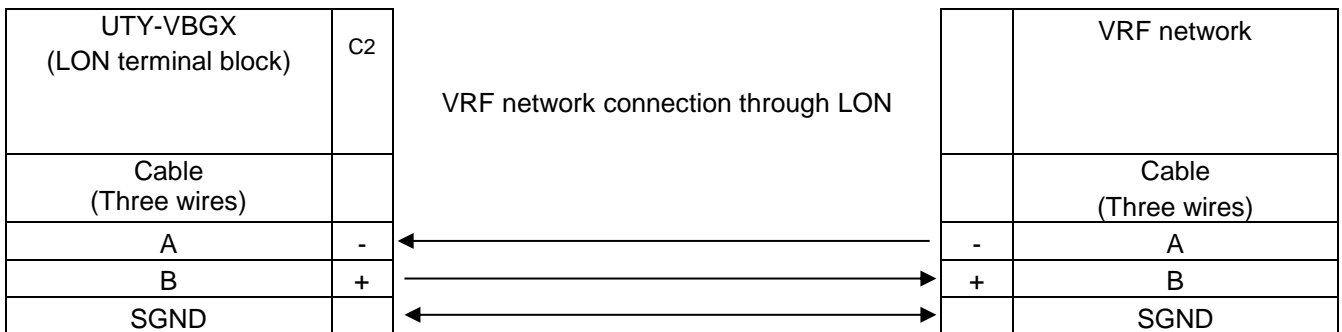 UTY-VBGX
(LON terminal block)
C2
VRF network connection through LON
VRF network
Cable
(Three wires)
Cable
(Three wires)
A - - A
B + + B
SGND SGND